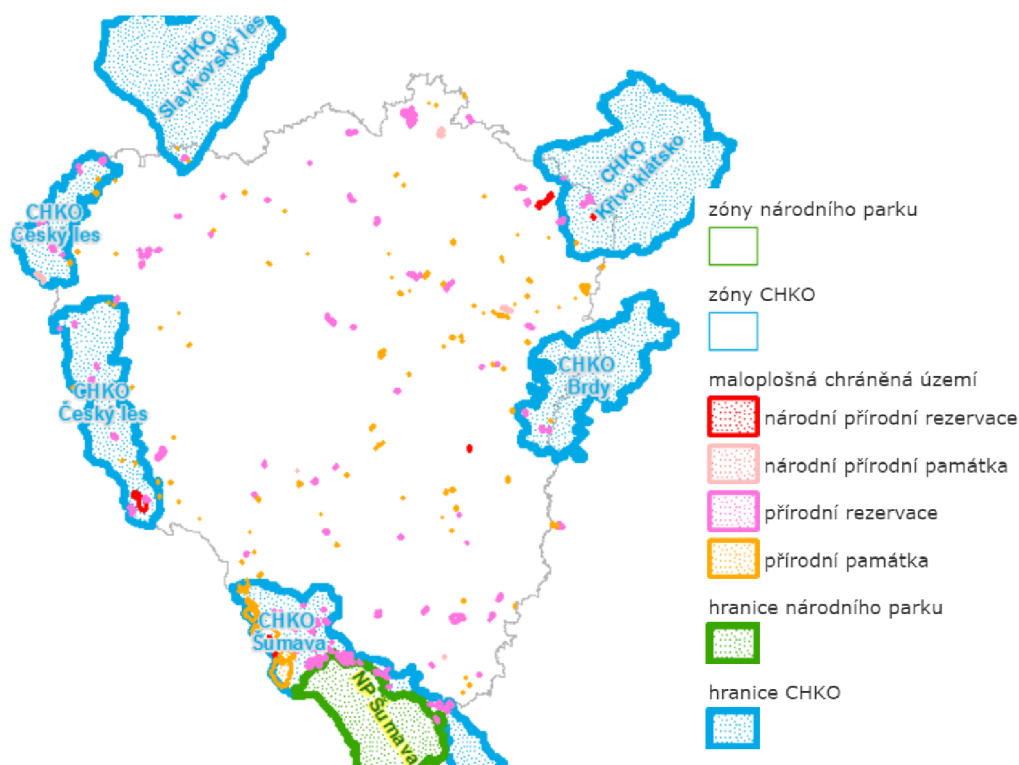 CHKO
Slavkovský les
CHKO
Křivoklátsko
CHKO
Český les
CHKO
Český les
CHKO
Brdy
CHKO
Šumava
NP Šumava
zóny národního parku
zóny CHKO
maloplošná chráněná území
národní přírodní rezervace
národní přírodní památka
přírodní rezervace
přírodní památka
hranice národního parku
hranice CHKO